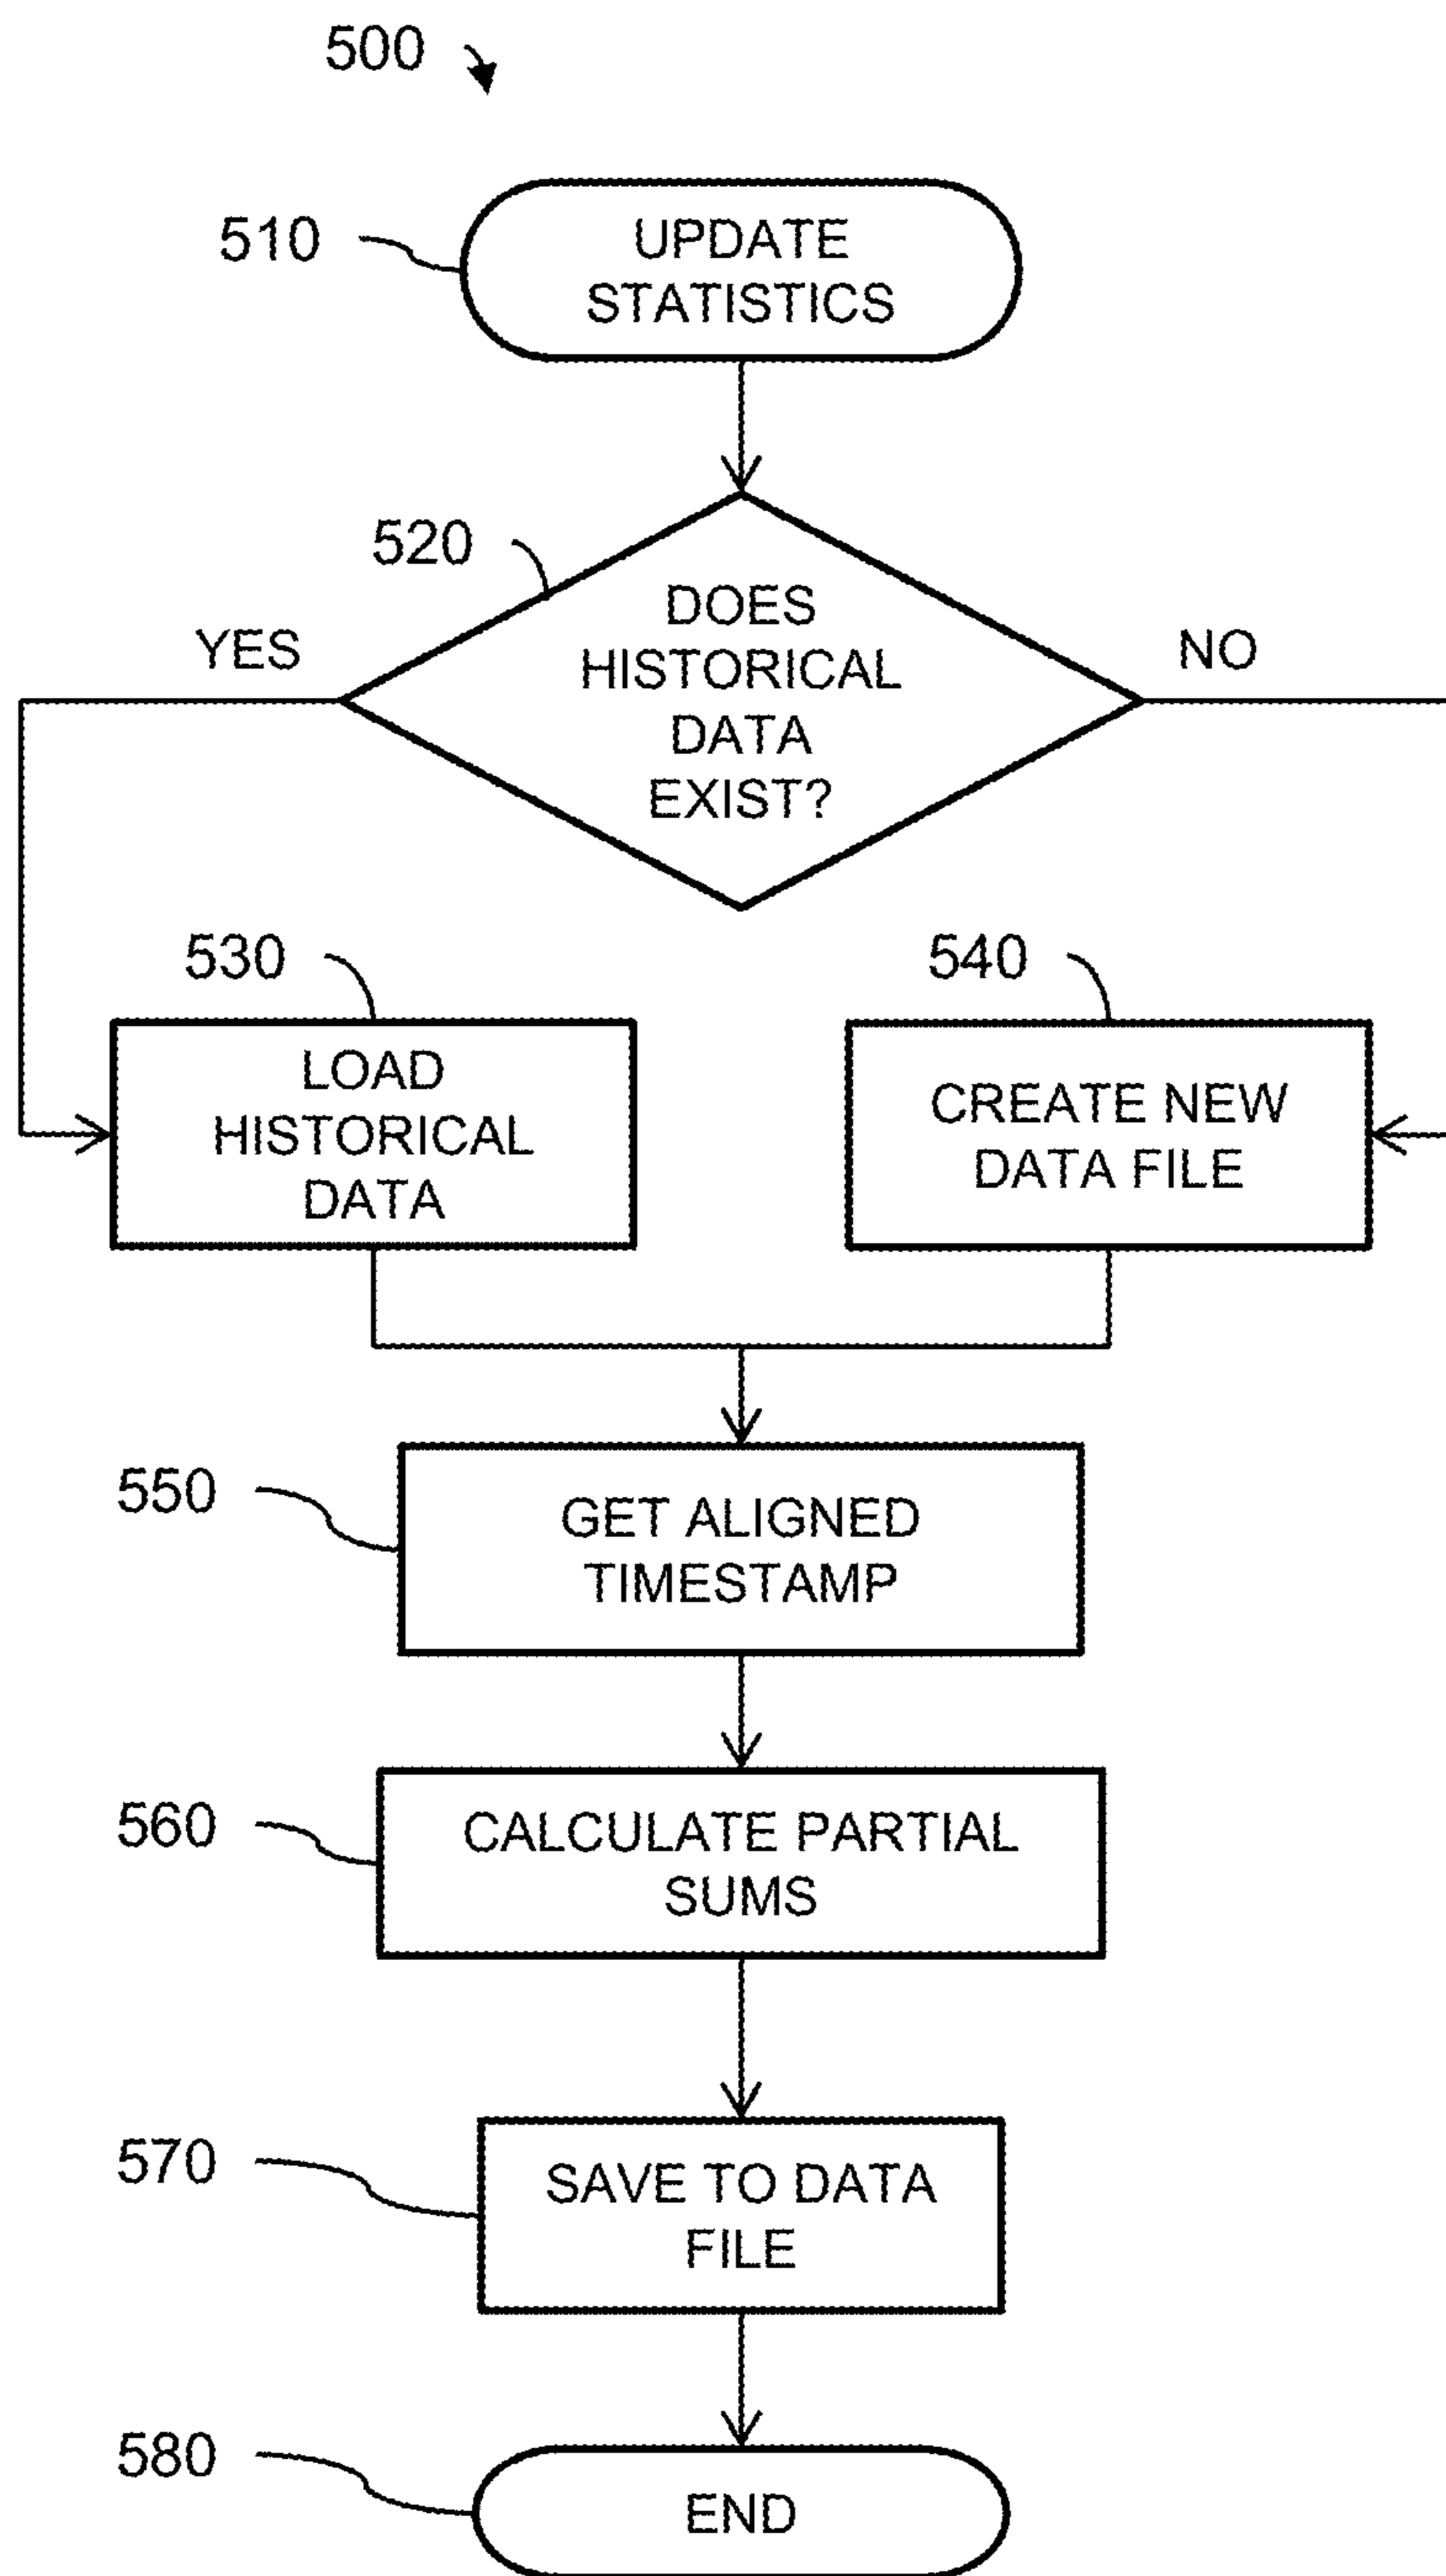 500
510
UPDATE
STATISTICS
520
DOES
HISTORICAL
DATA
EXIST?
YES
NO
530
LOAD
HISTORICAL
DATA
540
CREATE NEW
DATA FILE
550
GET ALIGNED
TIMESTAMP
560
CALCULATE PARTIAL
SUMS
570
SAVE TO DATA
FILE
580
END